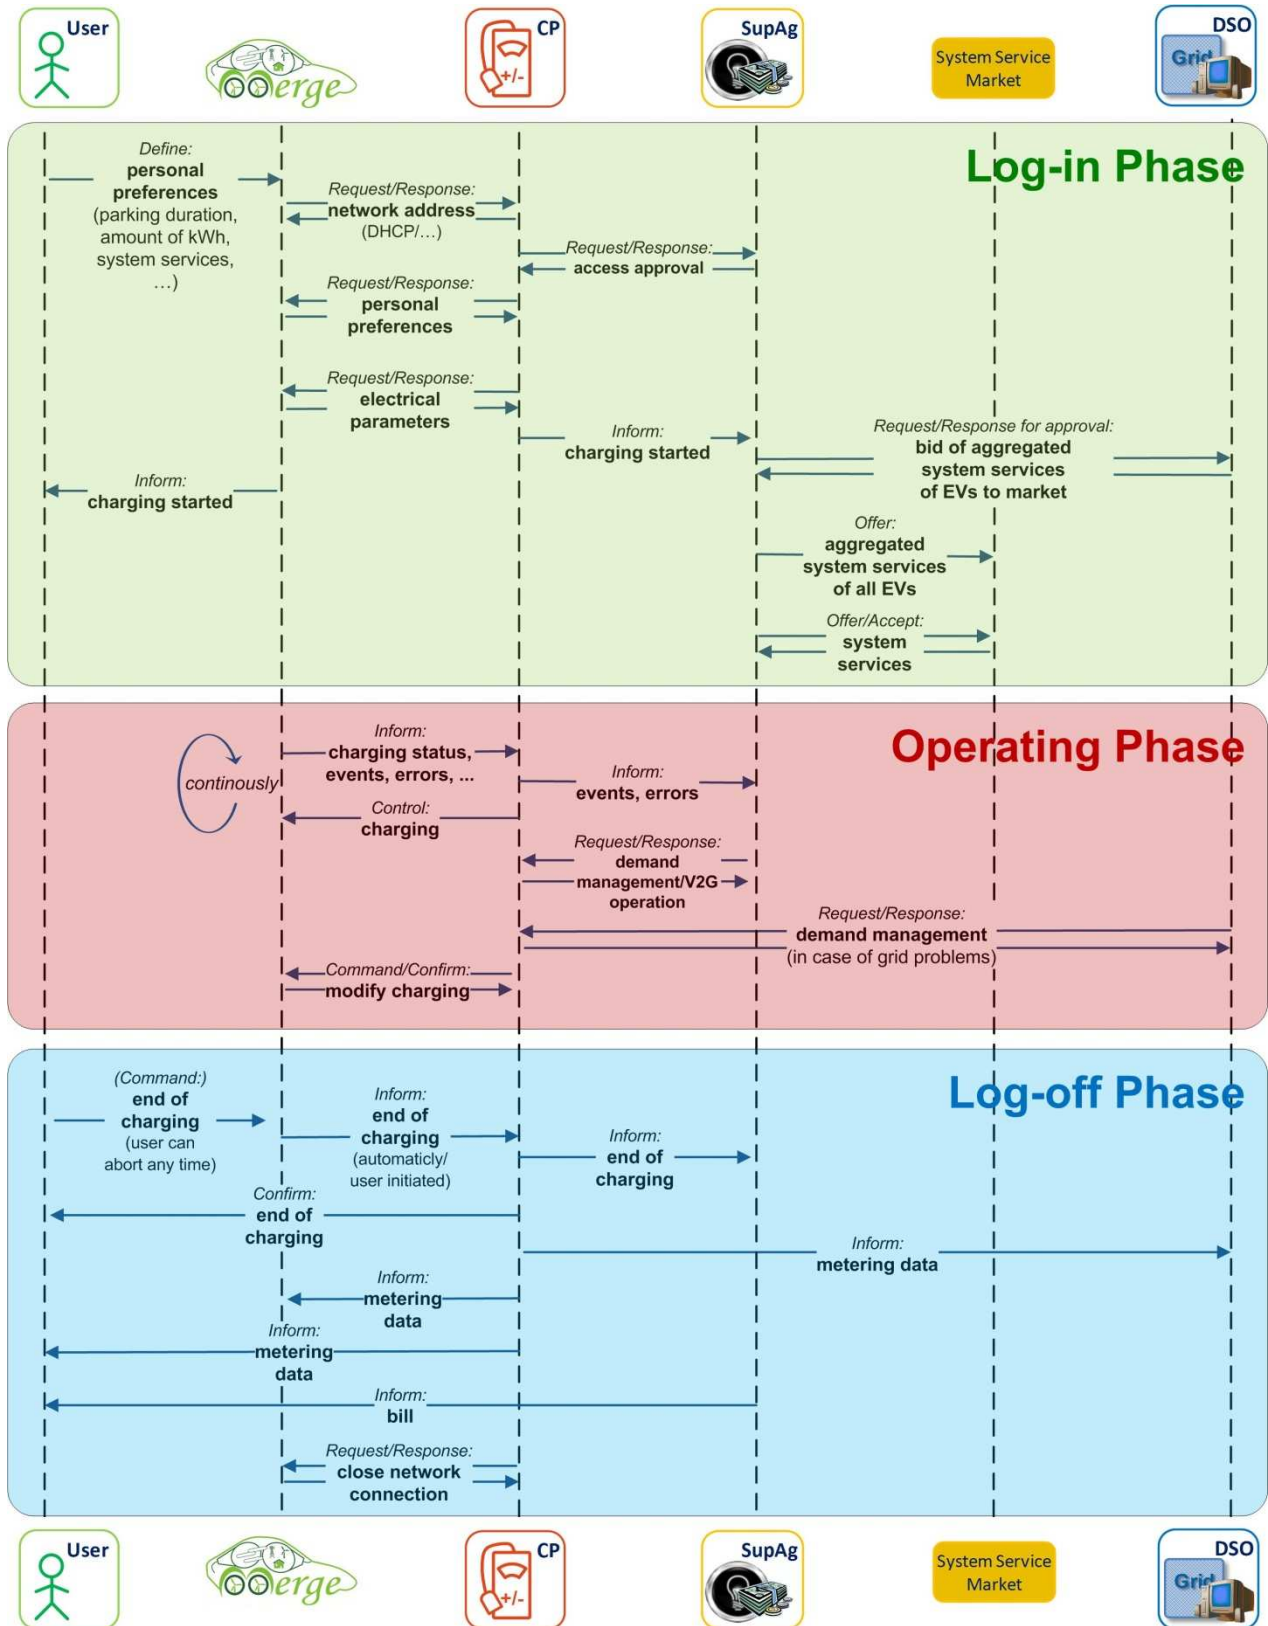 User
merge
CP
+/-
SupAg
System Service
Market
DSO
Grid
Log-in Phase
Define:
personal
preferences
(parking duration,
amount of kWh,
system services,
…)
Request/Response:
network address
(DHCP/…)
Request/Response:
access approval
Request/Response:
personal
preferences
Request/Response:
electrical
parameters
Inform:
charging started
Request/Response for approval:
bid of aggregated
system services
of EVs to market
Inform:
charging started
Offer:
aggregated
system services
of all EVs
Offer/Accept:
system
services
Operating Phase
continously
Inform:
charging status,
events, errors, ...
Inform:
events, errors
Control:
charging
Request/Response:
demand
management/V2G
operation
Request/Response:
demand management
(in case of grid problems)
Command/Confirm:
modify charging
Log-off Phase
(Command:)
end of
charging
(user can
abort any time)
Inform:
end of
charging
(automaticly/
user initiated)
Inform:
end of
charging
Confirm:
end of
charging
Inform:
metering data
Inform:
metering
data
Inform:
metering
data
Inform:
bill
Request/Response:
close network
connection
User
merge
CP
+/-
SupAg
System Service
Market
DSO
Grid